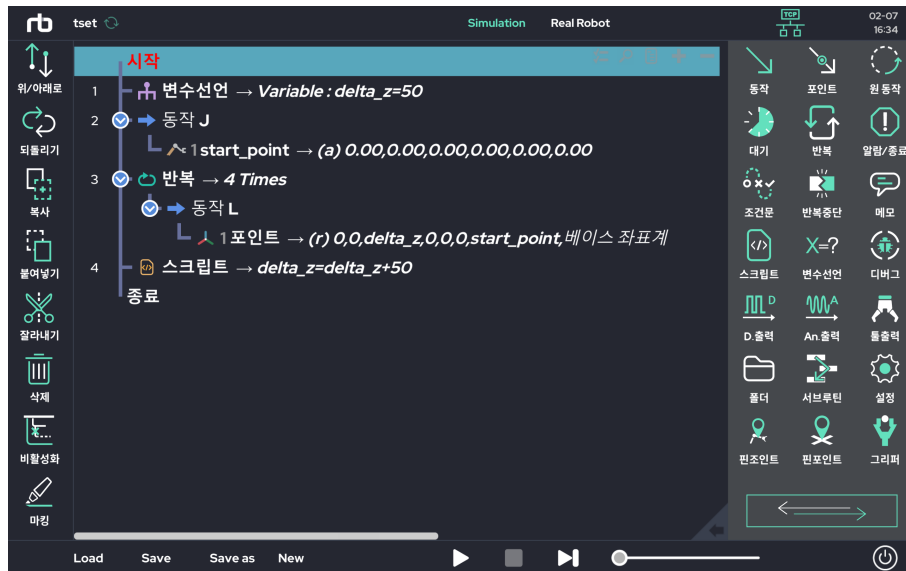 rb tset Simulation Real Robot TCP 02-07
16:34
위/아래로
되돌리기
복사
붙여넣기
잘라내기
삭제
비활성화
마킹
시작
1 변수선언 → Variable : delta_z=50
2 동작 J
1 start_point → (a) 0.00,0.00,0.00,0.00,0.00,0.00
3 반복 → 4 Times
동작 L
1 포인트 → (r) 0,0,delta_z,0,0,0,start_point,베이스 좌표계
4 스크립트 → delta_z=delta_z+50
종료
동작 포인트 원 동작
대기 반복 알람/종료
조건문 반복중단 메모
X=?
스크립트 변수선언 디버그
D A
D.출력 An.출력 툴출력
폴더 서브루틴 설정
핀조인트 핀포인트 그리퍼
Load Save Save as New